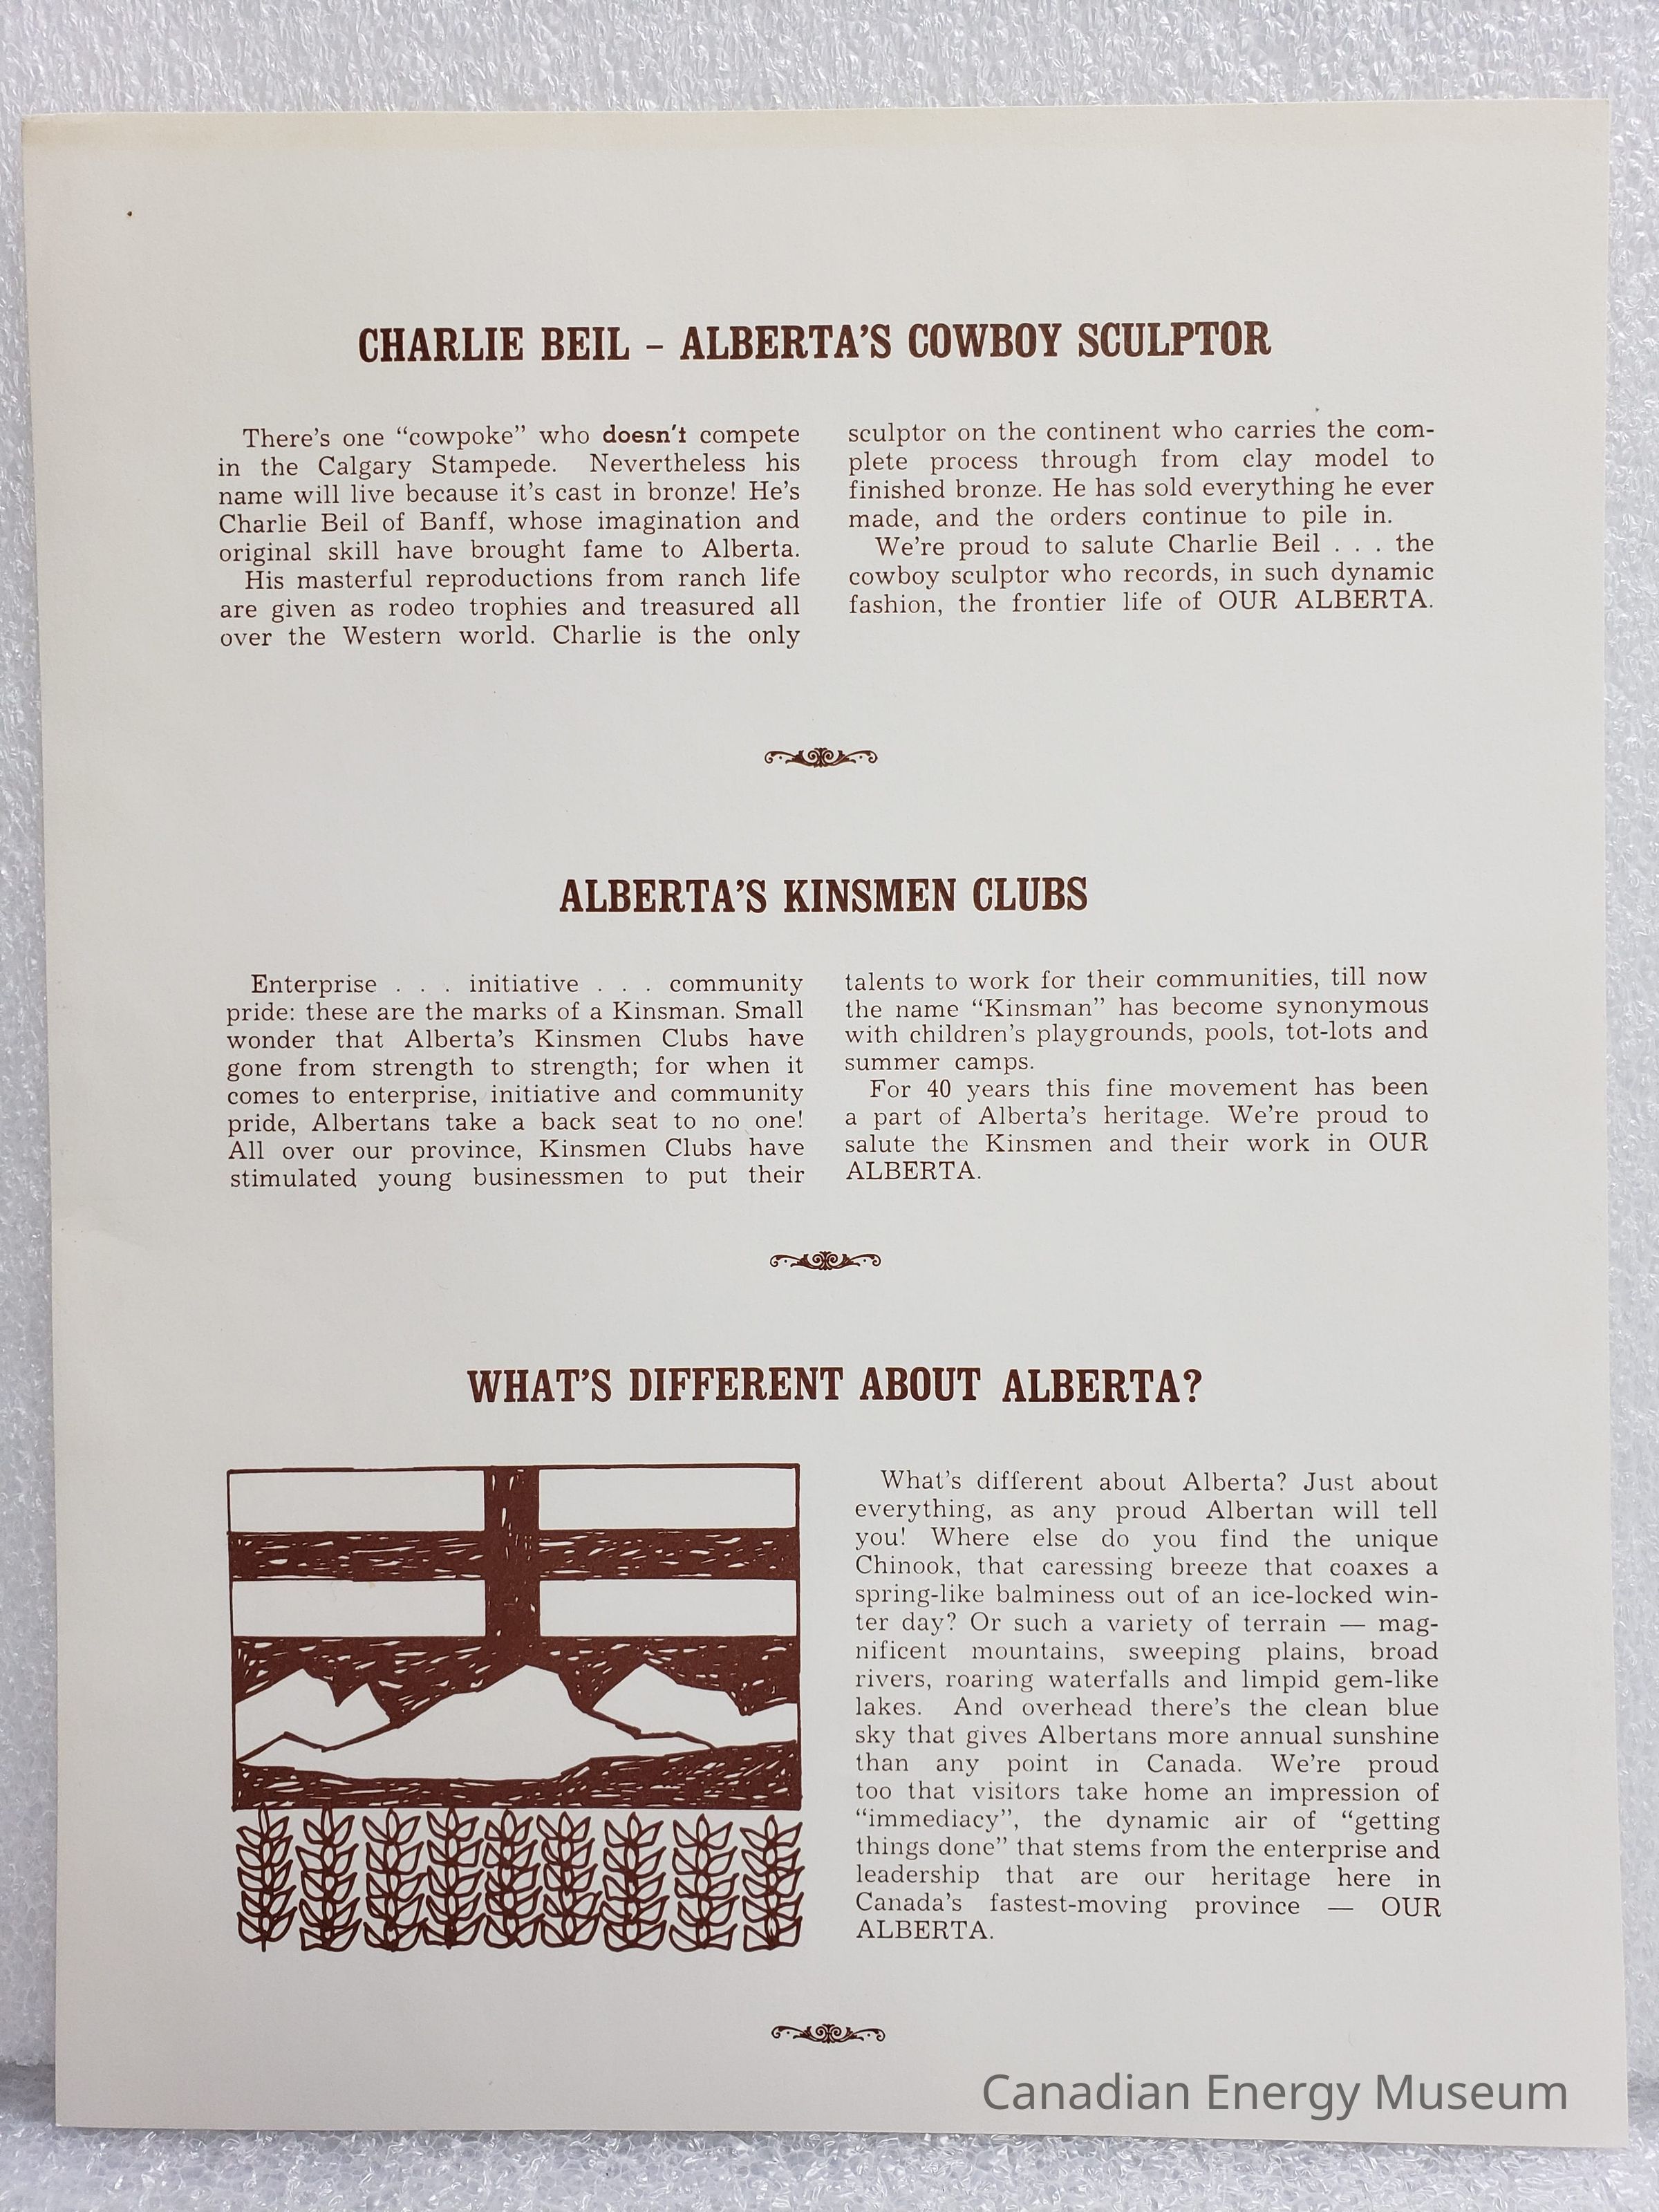 CHARLIE BEIL – ALBERTA'S COWBOY SCULPTOR
There's one "cowpoke" who doesn't compete
in the Calgary Stampede. Nevertheless his
name will live because it's cast in bronze! He's
Charlie Beil of Banff, whose imagination and
original skill have brought fame to Alberta.
His masterful reproductions from ranch life
are given as rodeo trophies and treasured all
over the Western world. Charlie is the only
sculptor on the continent who carries the com-
plete process through from clay model to
finished bronze. He has sold everything he ever
made, and the orders continue to pile in.
We're proud to salute Charlie Beil . . . the
cowboy sculptor who records, in such dynamic
fashion, the frontier life of OUR ALBERTA.
ALBERTA'S KINSMEN CLUBS
Enterprise . . . initiative . . . community
pride: these are the marks of a Kinsman. Small
wonder that Alberta's Kinsmen Clubs have
gone from strength to strength; for when it
comes to enterprise, initiative and community
pride, Albertans take a back seat to no one!
All over our province, Kinsmen Clubs have
stimulated young businessmen to put their
talents to work for their communities, till now
the name "Kinsman" has become synonymous
with children's playgrounds, pools, tot-lots and
summer camps.
For 40 years this fine movement has been
a part of Alberta's heritage. We're proud to
salute the Kinsmen and their work in OUR
ALBERTA.
WHAT'S DIFFERENT ABOUT ALBERTA?
What's different about Alberta? Just about
everything, as any proud Albertan will tell
you! Where else do you find the unique
Chinook, that caressing breeze that coaxes a
spring-like balminess out of an ice-locked win-
ter day? Or such a variety of terrain — mag-
nificent mountains, sweeping plains, broad
rivers, roaring waterfalls and limpid gem-like
lakes. And overhead there's the clean blue
sky that gives Albertans more annual sunshine
than any point in Canada. We're proud
too that visitors take home an impression of
"immediacy", the dynamic air of "getting
things done" that stems from the enterprise and
leadership that are our heritage here in
Canada's fastest-moving province — OUR
ALBERTA.
Canadian Energy Museum